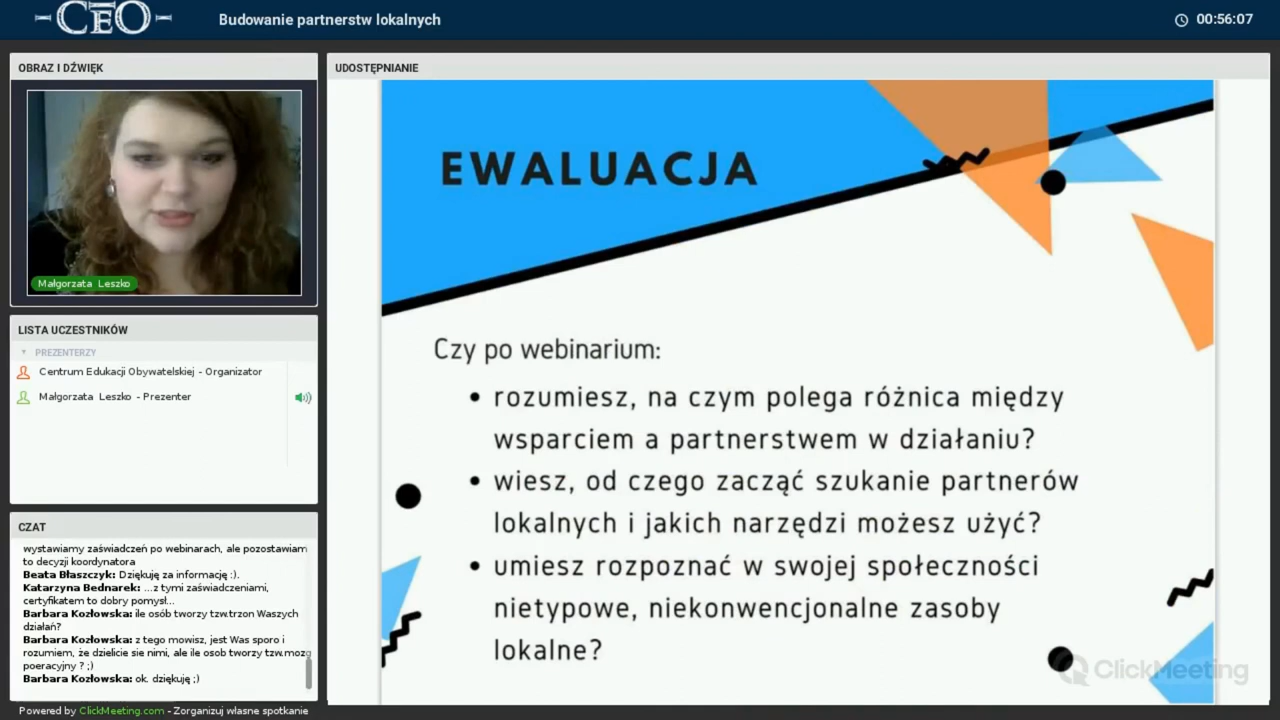 CEO
Budowanie partnerstw lokalnych
00:56:07
OBRAZ I DŹWIĘK
Małgorzata Leszko
LISTA UCZESTNIKÓW
PREZENTERZY
Centrum Edukacji Obywatelskiej - Organizator
Małgorzata Leszko - Prezenter
CZAT
wystawiamy zaświadczeń po webinarach, ale pozostawiam
to decyzji koordynatora
Beata Błaszczyk: Dziękuję za informację :).
Katarzyna Bednarek: ...z tymi zaświadczeniami,
certyfikatem to dobry pomysł...
Barbara Kozłowska: ile osób tworzy tzw.trzon Waszych
działań?
Barbara Kozłowska: z tego mowisz, jest Was sporo i
rozumiem, że dzielicie sie nimi, ale ile osob tworzy tzw.mozg
poeracyjny ? ;)
Barbara Kozłowska: ok. dziękuję ;)
Powered by ClickMeeting.com - Zorganizuj własne spotkanie
UDOSTĘPNIANIE
EWALUACJA
Czy po webinarium:
• rozumiesz, na czym polega różnica między
wsparciem a partnerstwem w działaniu?
• wiesz, od czego zacząć szukanie partnerów
lokalnych i jakich narzędzi możesz użyć?
• umiesz rozpoznać w swojej społeczności
nietypowe, niekonwencjonalne zasoby
lokalne?
ClickMeeting